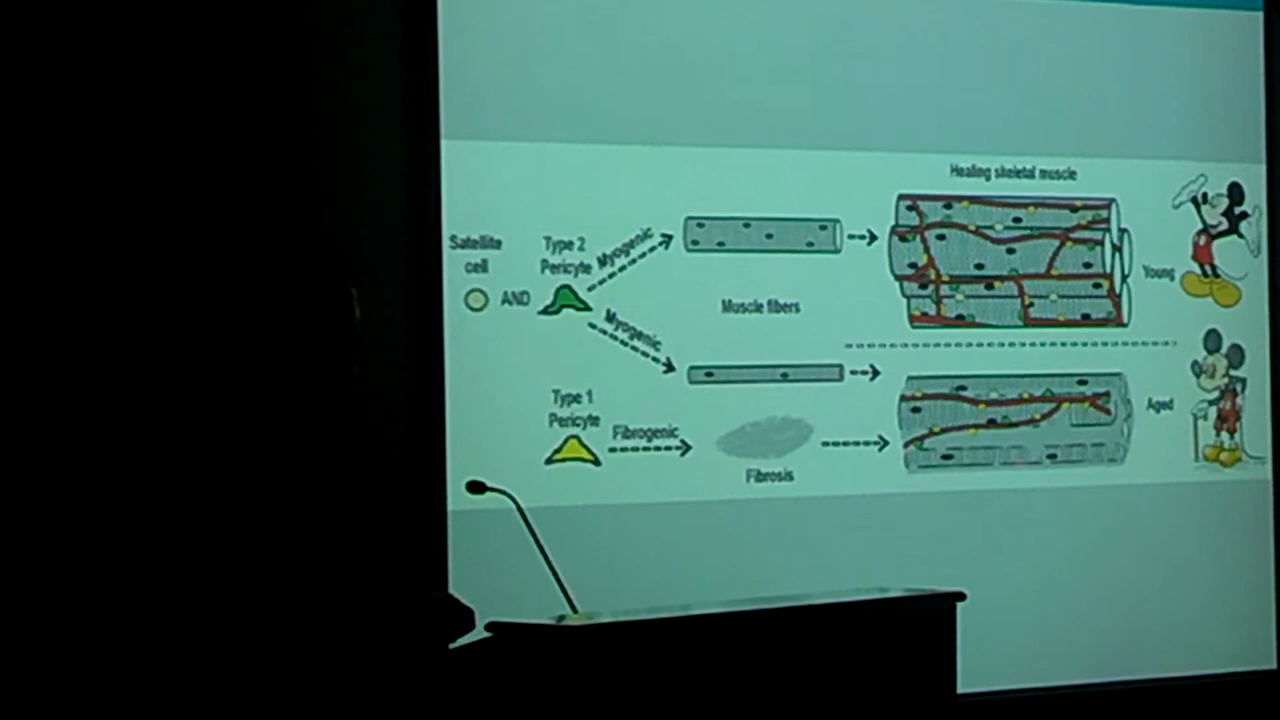 Healing skeletal muscle
Satellite
cell
AND
Type 2
Pericyte
Myogenic
Myogenic
Muscle fibers
Young
Type 1
Pericyte
Fibrogenic
Fibrosis
Aged